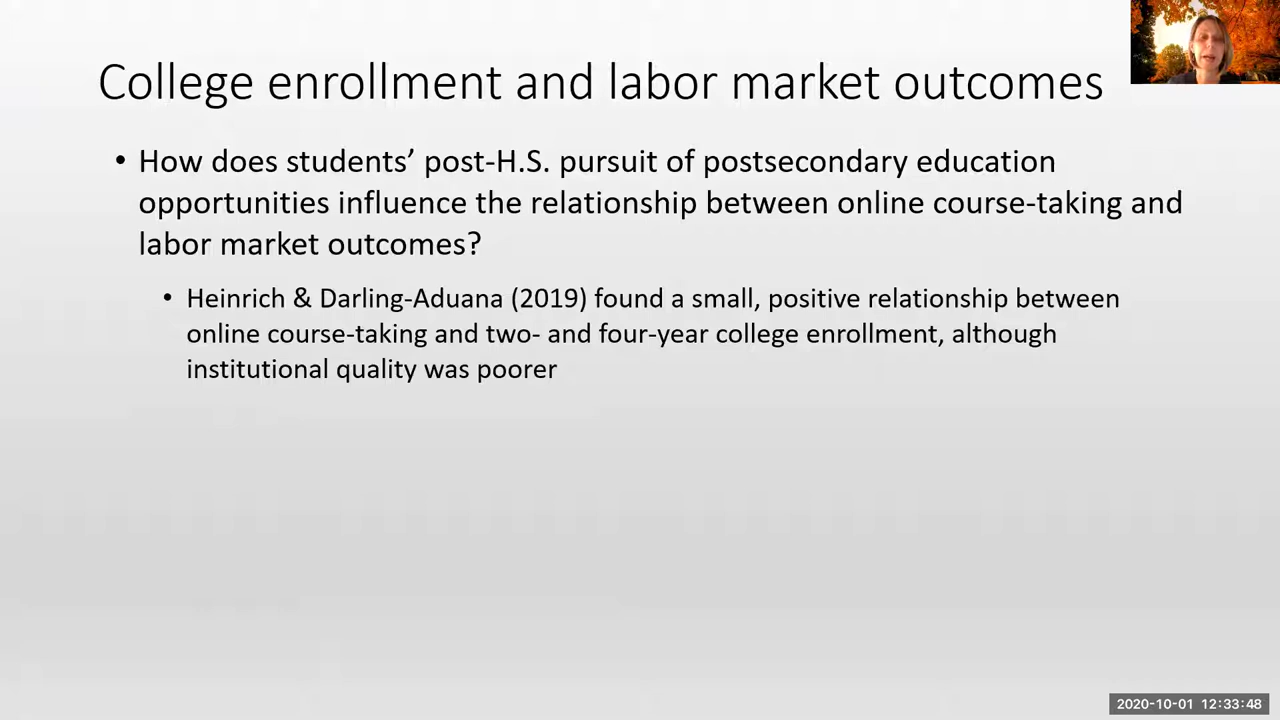 College enrollment and labor market outcomes
• How does students’ post-H.S. pursuit of postsecondary education
opportunities influence the relationship between online course-taking and
labor market outcomes?
• Heinrich & Darling-Aduana (2019) found a small, positive relationship between
online course-taking and two- and four-year college enrollment, although
institutional quality was poorer
2020-10-01 12:33:48